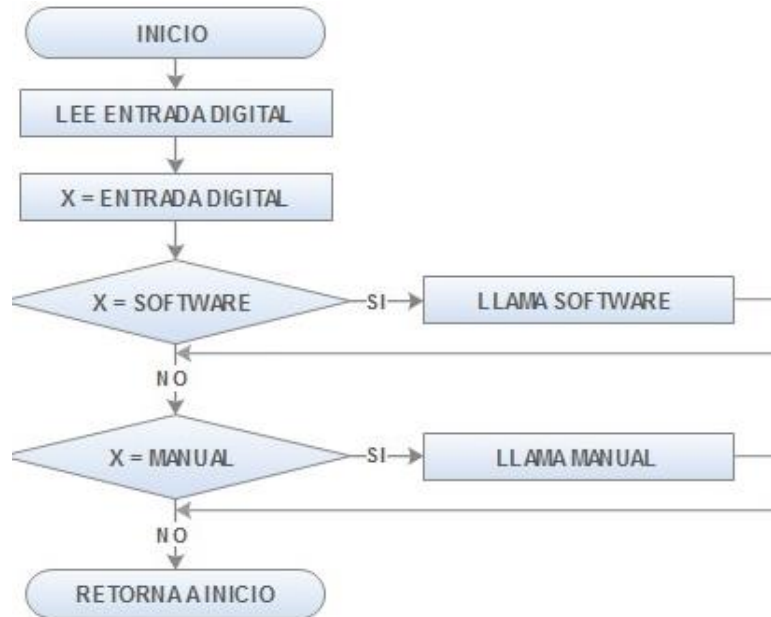 INICIO
LEE ENTRADA DIGITAL
X = ENTRADA DIGITAL
X = SOFTWARE
SI
LLAMA SOFTWARE
NO
X = MANUAL
SI
LLAMA MANUAL
NO
RETORNA A INICIO